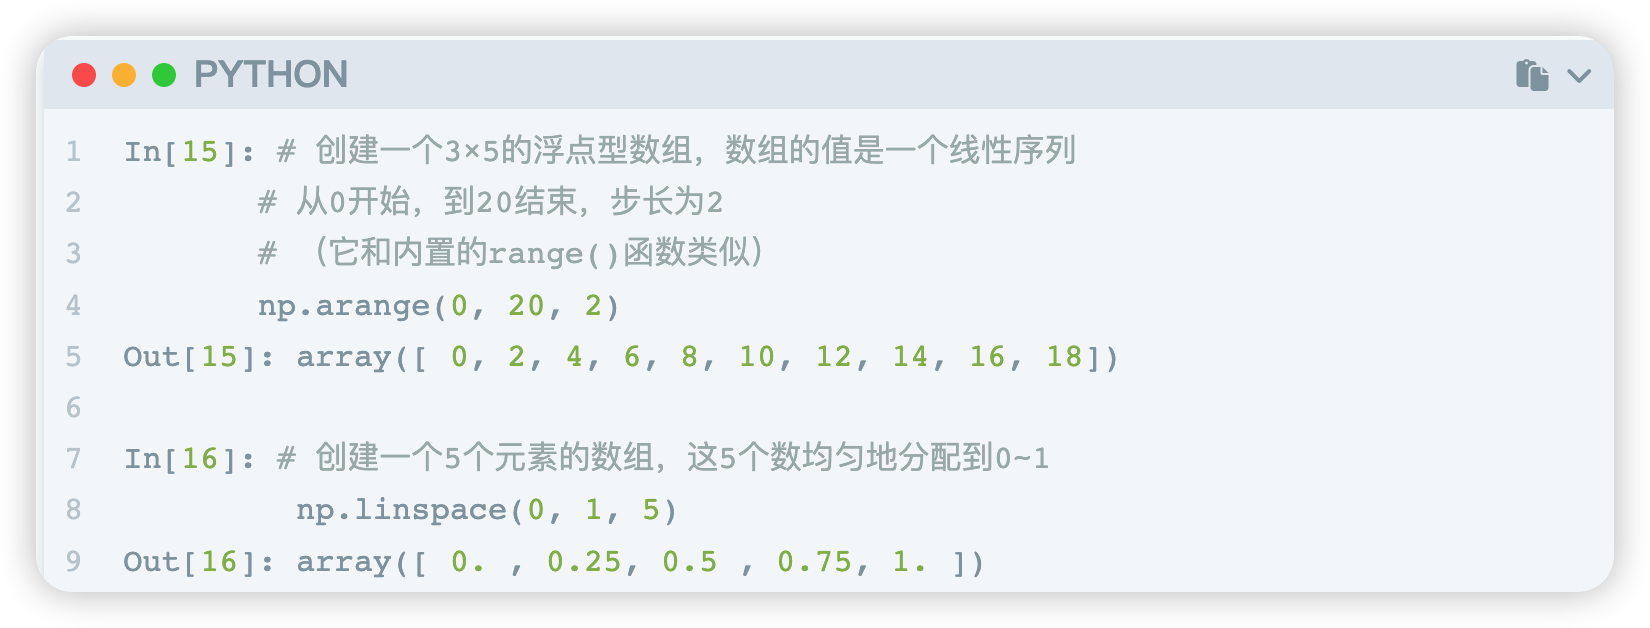 PYTHON
1 In[15]: # 创建一个3×5的浮点型数组，数组的值是一个线性序列
2 # 从0开始，到20结束，步长为2
3 # （它和内置的range()函数类似）
4 np.arange(0, 20, 2)
5 Out[15]: array([ 0, 2, 4, 6, 8, 10, 12, 14, 16, 18])
6
7 In[16]: # 创建一个5个元素的数组，这5个数均匀地分配到0~1
8 np.linspace(0, 1, 5)
9 Out[16]: array([ 0. , 0.25, 0.5 , 0.75, 1. ])